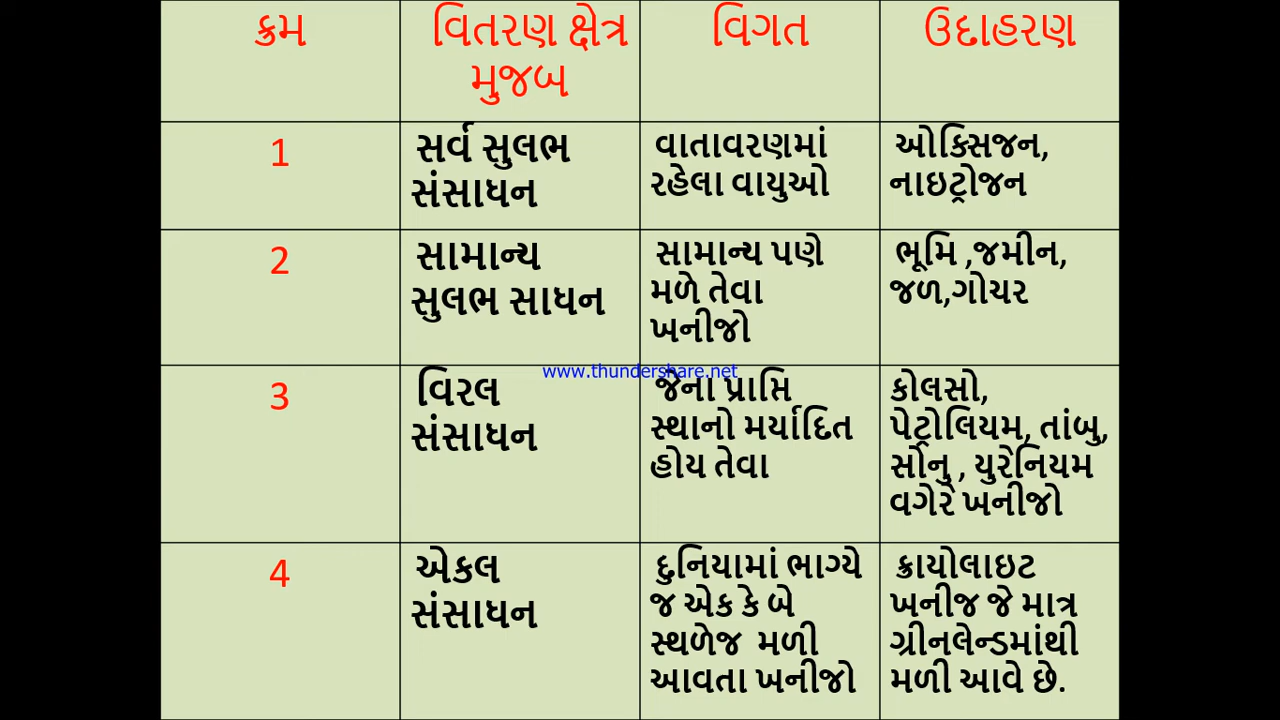 ક્રમ
વિતરણ ક્ષેત્ર
મુજબ
વિગત
ઉદાહરણ
1
સર્વ સુલભ
સંસાધન
વાતાવરણમાં
રહેલા વાયુઓ
ઓક્સિજન,
નાઇટ્રોજન
2
સામાન્ય
સુલભ સાધન
સામાન્ય પણે
મળે તેવા
ખનીજો
ભૂમિ ,જમીન,
જળ,ગોચર
www.thundershare.net
3
વિરલ
સંસાધન
જેના પ્રાપ્તિ
સ્થાનો મર્યાદિત
હોય તેવા
કોલસો,
પેટ્રોલિયમ, તાંબુ,
સોનુ , યુરેનિયમ
વગેરે ખનીજો
4
એકલ
સંસાધન
દુનિયામાં ભાગ્યે
જ એક કે બે
સ્થળેજ મળી
આવતા ખનીજો
ક્રાયોલાઇટ
ખનીજ જે માત્ર
ગ્રીનલેન્ડમાંથી
મળી આવે છે.